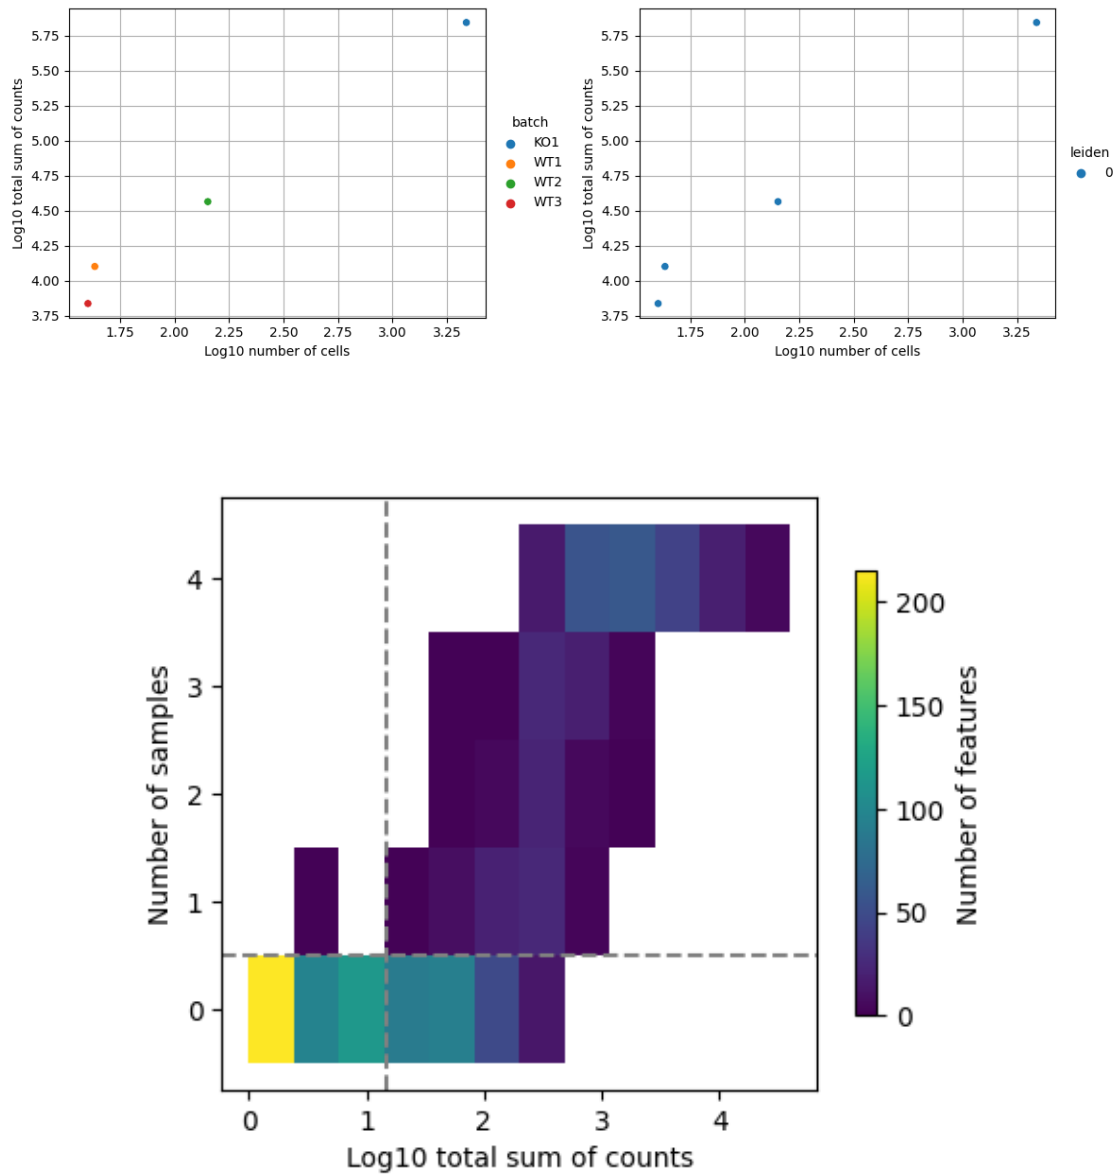 5.75
5.50
5.25
5.00
4.75
4.50
4.25
4.00
3.75
Log10 total sum of counts
1.75 2.00 2.25 2.50 2.75 3.00 3.25
Log10 number of cells
batch
KO1
WT1
WT2
WT3
5.75
5.50
5.25
5.00
4.75
4.50
4.25
4.00
3.75
Log10 total sum of counts
1.75 2.00 2.25 2.50 2.75 3.00 3.25
Log10 number of cells
leiden
0
4
3
2
1
0
Number of samples
0 1 2 3 4
Log10 total sum of counts
200
150
100
50
0
Number of features